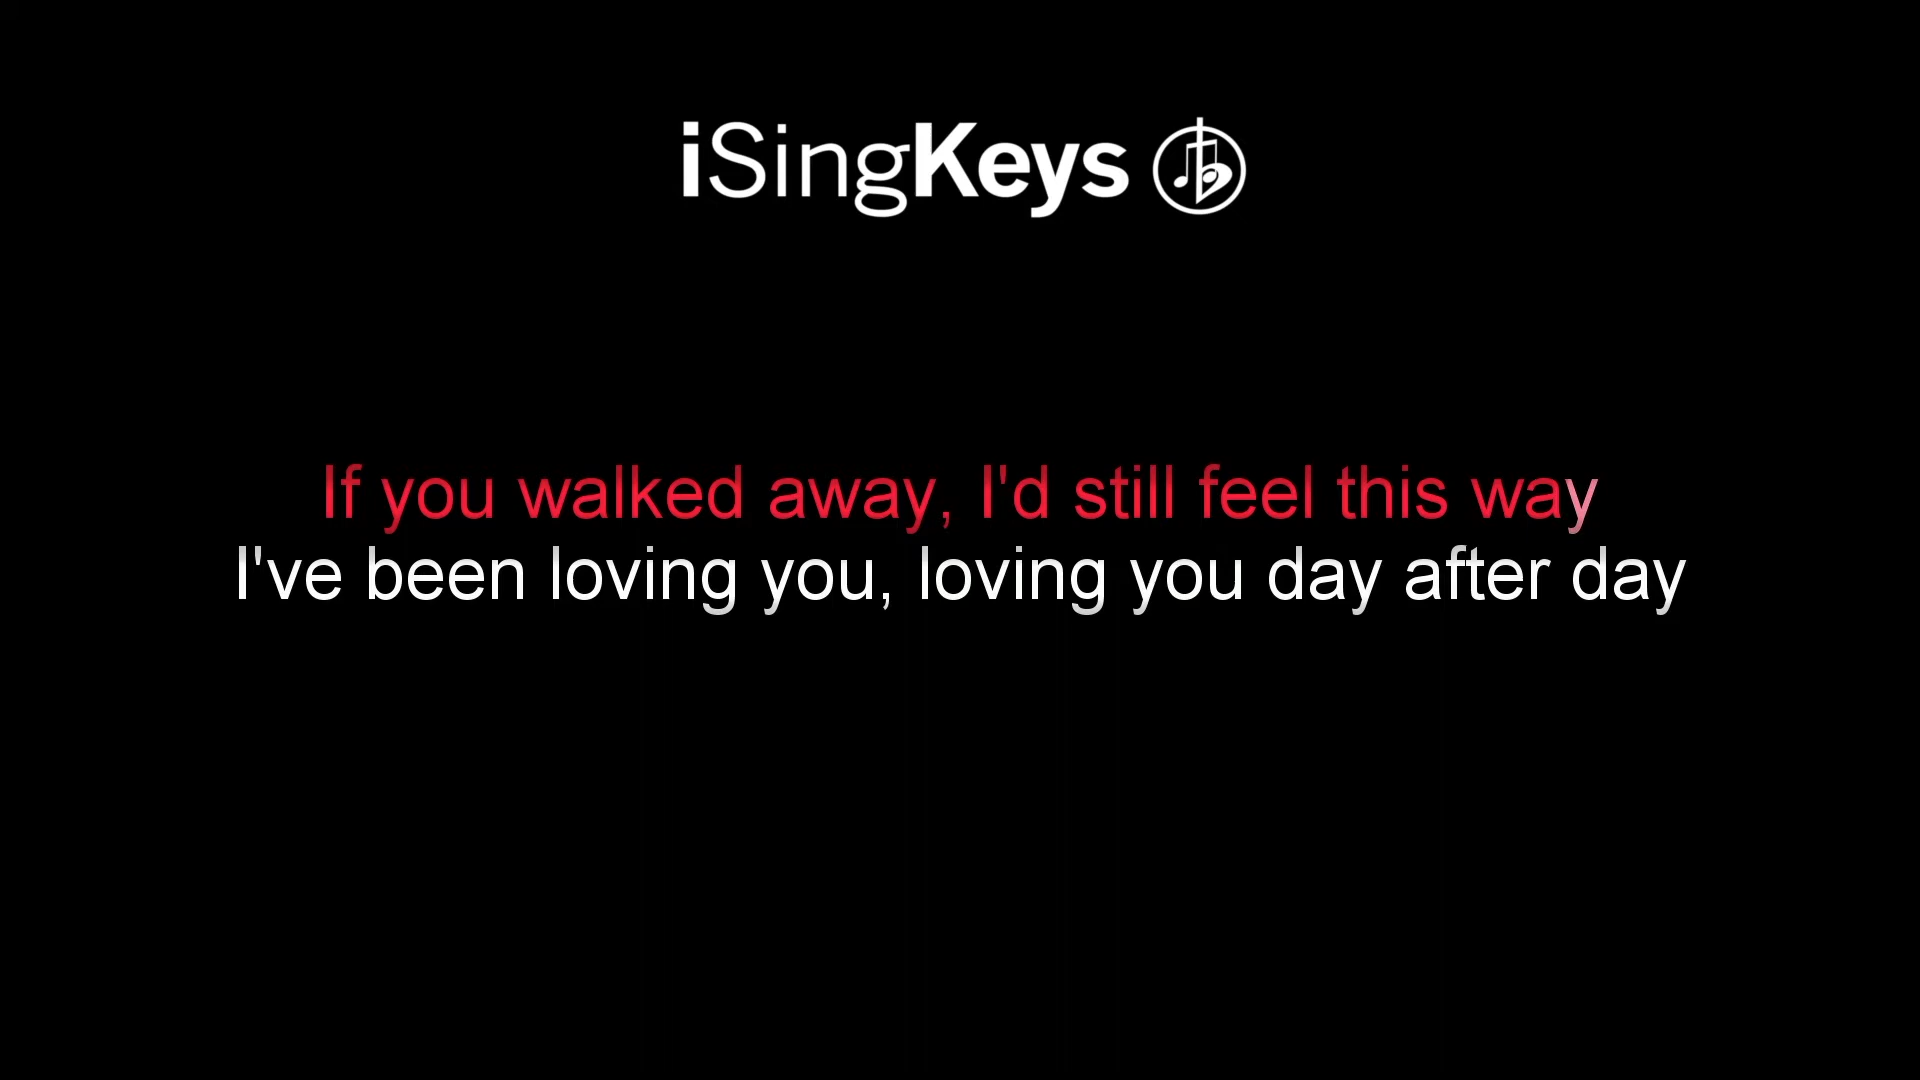 iSingKeys
If you walked away, I'd still feel this way
I've been loving you, loving you day after day